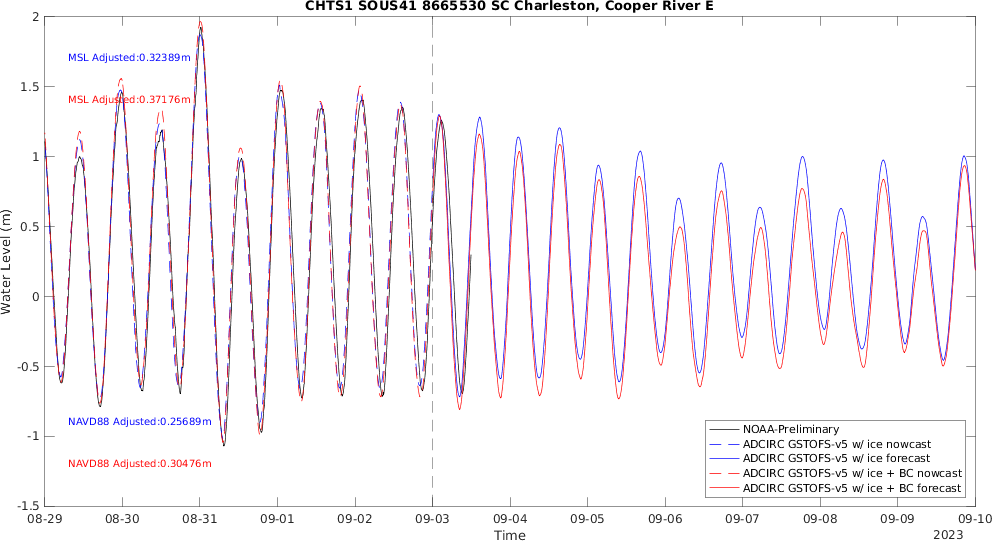 CHTS1 SOUS41 8665530 SC Charleston, Cooper River E
2
1.5
1
0.5
0
-0.5
-1
-1.5
Water Level (m)
MSL Adjusted:0.32389m
MSL Adjusted:0.37176m
NAVD88 Adjusted:0.25689m
NAVD88 Adjusted:0.30476m
NOAA-Preliminary
ADCIRC GSTOFS-v5 w/ ice nowcast
ADCIRC GSTOFS-v5 w/ ice forecast
ADCIRC GSTOFS-v5 w/ ice + BC nowcast
ADCIRC GSTOFS-v5 w/ ice + BC forecast
08-29 08-30 08-31 09-01 09-02 09-03 09-04 09-05 09-06 09-07 09-08 09-09 09-10
Time
2023